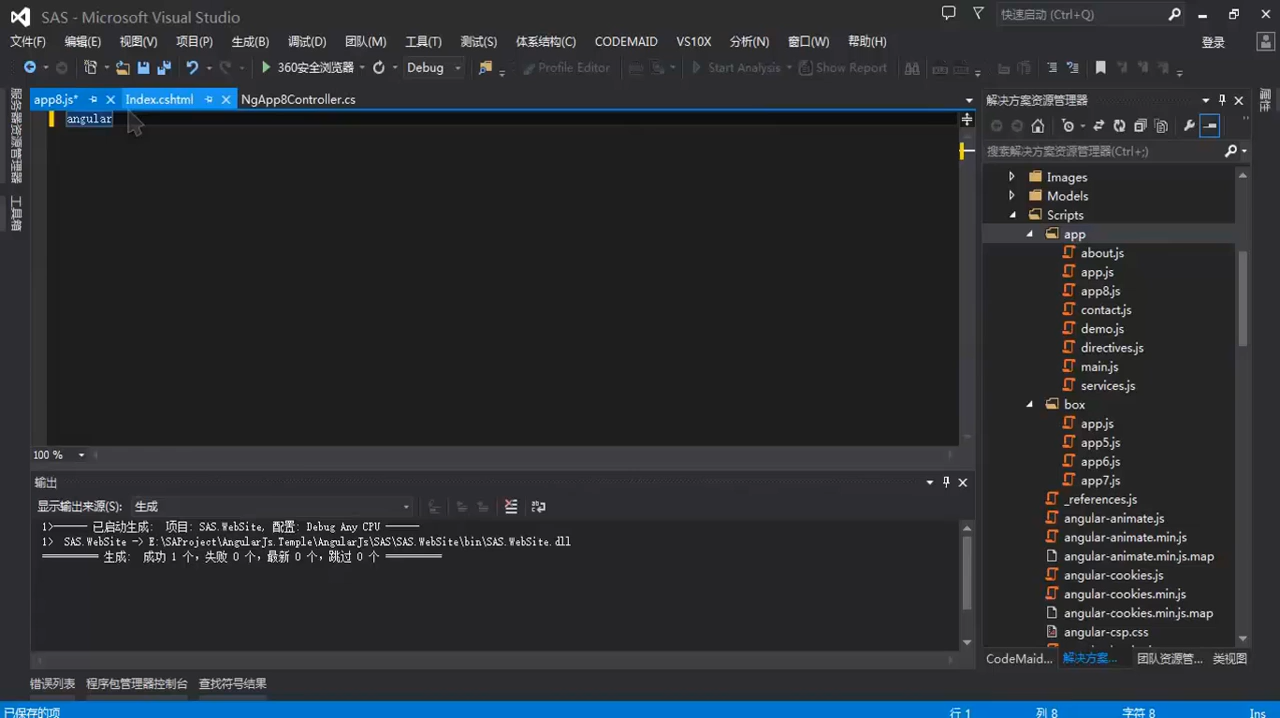 SAS - Microsoft Visual Studio
快速启动 (Ctrl+Q)
文件(F) 编辑(E) 视图(V) 项目(P) 生成(B) 调试(D) 团队(M) 工具(T) 测试(S) 体系结构(C) CODEMAID VS10X 分析(N) 窗口(W) 帮助(H) 登录
360安全浏览器 Debug Profile Editor Start Analysis Show Report
app8.js* Index.cshtml NgApp8Controller.cs
angular
服务器资源管理器
工具箱
100 %
输出
显示输出来源(S): 生成
1>------ 已启动生成: 项目: SAS.WebSite, 配置: Debug Any CPU ------
1> SAS.WebSite -> E:\SAProject\AngularJs.Temple\AngularJs\SAS\SAS.WebSite\bin\SAS.WebSite.dll
========== 生成: 成功 1 个，失败 0 个，最新 0 个，跳过 0 个 ==========
错误列表 程序包管理器控制台 查找符号结果
解决方案资源管理器
搜索解决方案资源管理器(Ctrl+;)
Images
Models
Scripts
app
about.js
app.js
app8.js
contact.js
demo.js
directives.js
main.js
services.js
box
app.js
app5.js
app6.js
app7.js
_references.js
angular-animate.js
angular-animate.min.js
angular-animate.min.js.map
angular-cookies.js
angular-cookies.min.js
angular-cookies.min.js.map
angular-csp.css
CodeMaid... 解决方案... 团队资源管... 类视图
属性
已保存的项 行 1 列 8 字符 8 Ins